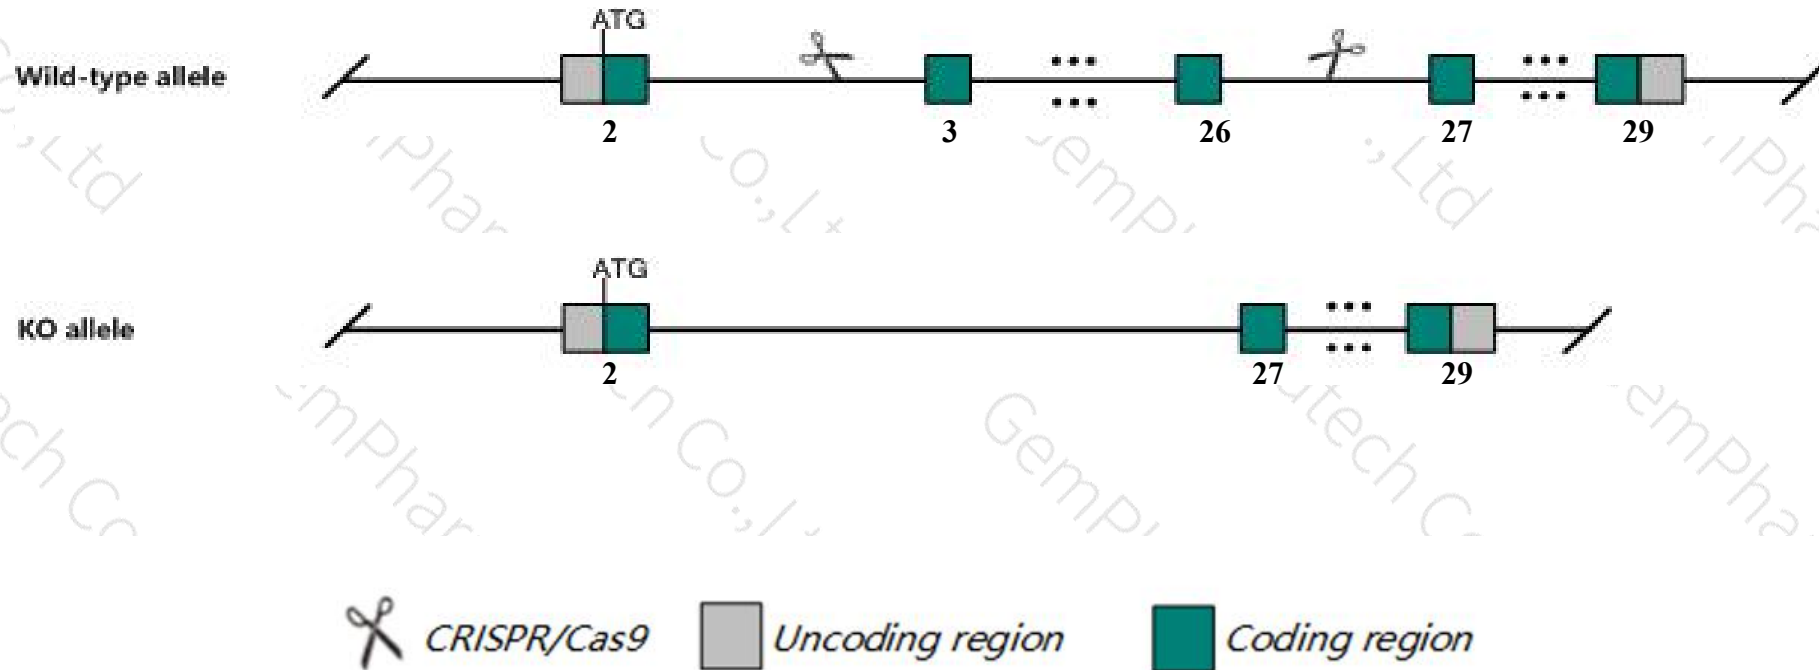 ATG
Wild-type allele
2 3 26 27 29
ATG
KO allele
2 27 29
CRISPR/Cas9 Uncoding region Coding region